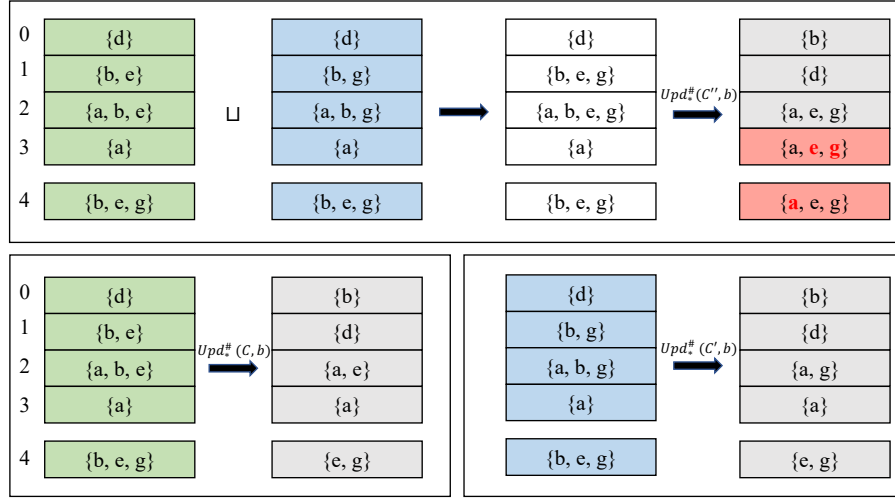 0 {d} {d} {d} {b}
1 {b, e} {b, g} {b, e, g} {d}
2 {a, b, e} ⊔ {a, b, g} {a, b, e, g} Upd*#(C'', b) {a, e, g}
3 {a} {a} {a} {a, e, g}
4 {b, e, g} {b, e, g} {b, e, g} {a, e, g}
0 {d} {b}
1 {b, e} {d}
2 {a, b, e} Upd*#(C, b) {a, e}
3 {a} {a}
4 {b, e, g} {e, g}
{d} {b}
{b, g} {d}
{a, b, g} Upd*#(C', b) {a, g}
{a} {a}
{b, e, g} {e, g}